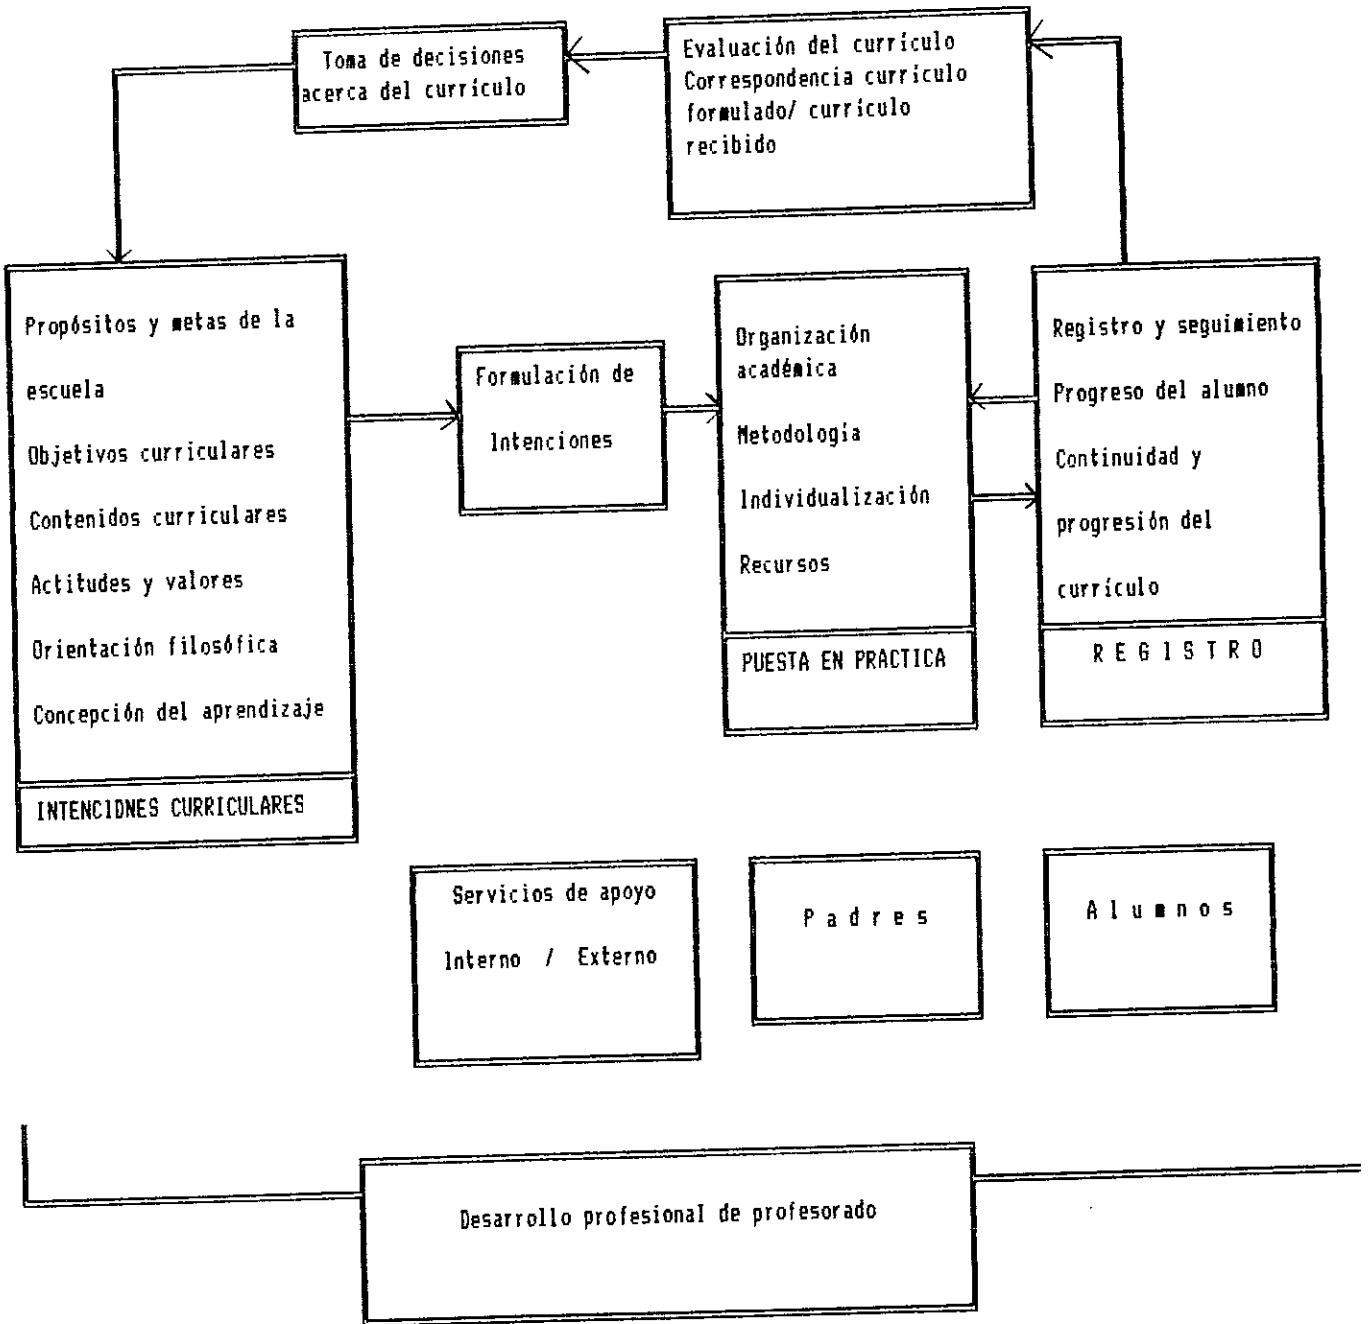 Toma de decisiones
acerca del currículo
Evaluación del currículo
Correspondencia currículo
formulado/ currículo
recibido
Propósitos y metas de la
escuela
Objetivos curriculares
Contenidos curriculares
Actitudes y valores
Orientación filosófica
Concepción del aprendizaje
INTENCIONES CURRICULARES
Formulación de
Intenciones
Organización
académica
Metodología
Individualización
Recursos
PUESTA EN PRACTICA
Registro y seguimiento
Progreso del alumno
Continuidad y
progresión del
currículo
R E G I S T R O
Servicios de apoyo
Interno / Externo
P a d r e s
A l u m n o s
Desarrollo profesional de profesorado